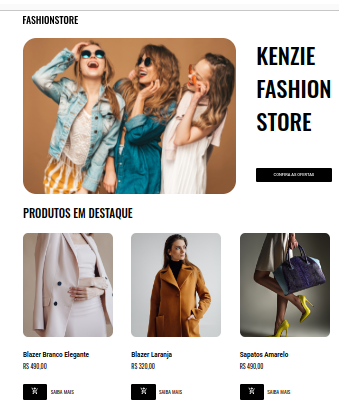 FASHIONSTORE
KENZIE
FASHION
STORE
CONFIRA AS OFERTAS
PRODUTOS EM DESTAQUE
Blazer Branco Elegante
Blazer Laranja
Sapatos Amarelo
R$ 490,00
R$ 320,00
R$ 490,00
SAIBA MAIS
SAIBA MAIS
SAIBA MAIS